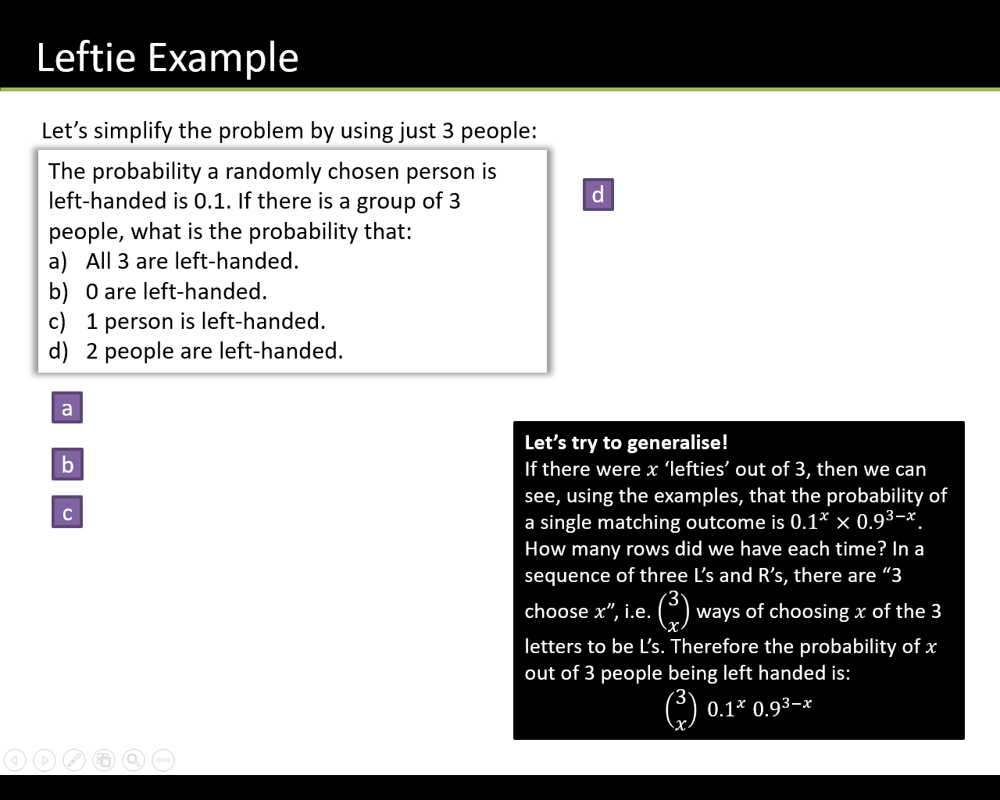 Leftie Example
Let’s simplify the problem by using just 3 people:
The probability a randomly chosen person is
left-handed is 0.1. If there is a group of 3
people, what is the probability that:
a) All 3 are left-handed.
b) 0 are left-handed.
c) 1 person is left-handed.
d) 2 people are left-handed.
a
b
c
d
Let’s try to generalise!
If there were 𝑥 ‘lefties’ out of 3, then we can
see, using the examples, that the probability of
a single matching outcome is 0.1^𝑥 × 0.9^{3−𝑥}.
How many rows did we have each time? In a
sequence of three L’s and R’s, there are “3
choose 𝑥”, i.e. (3 𝑥) ways of choosing 𝑥 of the 3
letters to be L’s. Therefore the probability of 𝑥
out of 3 people being left handed is:
(3 𝑥) 0.1^𝑥 0.9^{3−𝑥}